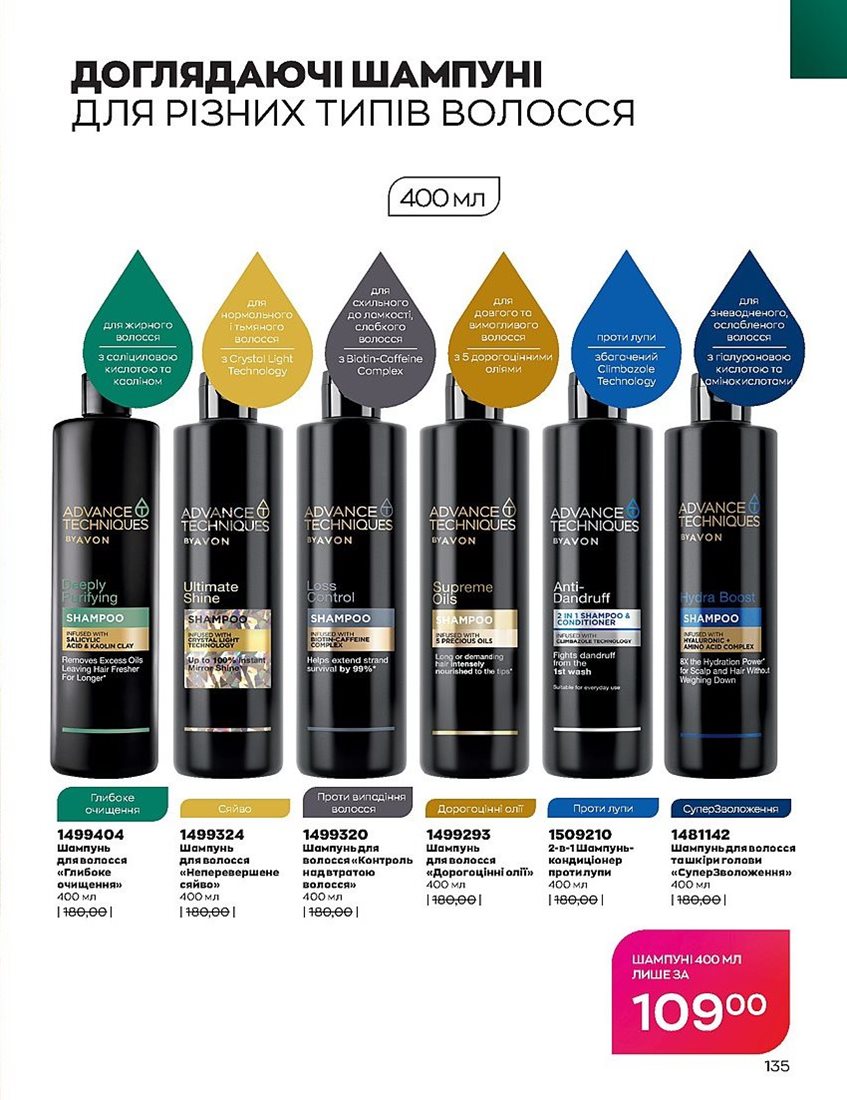 135
ДОГЛЯДАЮЧІ ШАМПУНІ
ДЛЯ РІЗНИХ ТИПІВ ВОЛОССЯ
400 мл
для жирного
волосся
з саліциловою
кислотою та
каоліном
для
нормального
і тьмяного
волосся
з Crystal Light
Technology
для
схильного
до ламкості,
слабкого
волосся
з Biotin-Caffeine
Complex
для
довгого та
вимогливого
волосся
з 5 дорогоцінними
оліями
проти лупи
збагачений
Climbazole
Technology
для
зневодненого,
ослабленого
волосся
з гіалуроновою
кислотою та
амінокислотами
ADVANCE
TECHNIQUES
BY AVON
Deeply
Purifying
SHAMPOO
INFUSED WITH
SALICYLIC
ACID & KAOLIN CLAY
Removes Excess Oils
Leaving Hair Fresher
For Longer*
ADVANCE
TECHNIQUES
BY AVON
Ultimate
Shine
SHAMPOO
INFUSED WITH
CRYSTAL LIGHT
TECHNOLOGY
Up to 100% Instant
Mirror Shine*
ADVANCE
TECHNIQUES
BY AVON
Loss
Control
SHAMPOO
INFUSED WITH
BIOTIN-CAFFEINE
COMPLEX
Helps extend strand
survival by 99%*
ADVANCE
TECHNIQUES
BY AVON
Supreme
Oils
SHAMPOO
INFUSED WITH
5 PRECIOUS OILS
Long or demanding
hair intensely
nourished to the tips*
ADVANCE
TECHNIQUES
BY AVON
Anti-
Dandruff
2 IN 1 SHAMPOO &
CONDITIONER
INFUSED WITH
CLIMBAZOLE TECHNOLOGY
Fights dandruff
from the
1st wash
Suitable for everyday use
ADVANCE
TECHNIQUES
BY AVON
Hydra Boost
SHAMPOO
INFUSED WITH
HYALURONIC +
AMINO ACID COMPLEX
8X the Hydration Power*
for Scalp and Hair Without
Weighing Down
Глибоке
очищення
1499404
Шампунь
для волосся
«Глибоке
очищення»
400 мл
| 180,00 |
Сяйво
1499324
Шампунь
для волосся
«Неперевершене
сяйво»
400 мл
| 180,00 |
Проти випадіння
волосся
1499320
Шампунь для
волосся «Контроль
над втратою
волосся»
400 мл
| 180,00 |
Дорогоцінні олії
1499293
Шампунь
для волосся
«Дорогоцінні олії»
400 мл
| 180,00 |
Проти лупи
1509210
2-в-1 Шампунь-
кондиціонер
проти лупи
400 мл
| 180,00 |
СуперЗволоження
1481142
Шампунь для волосся
та шкіри голови
«СуперЗволоження»
400 мл
| 180,00 |
ШАМПУНІ 400 МЛ
ЛИШЕ ЗА
109⁰⁰
135